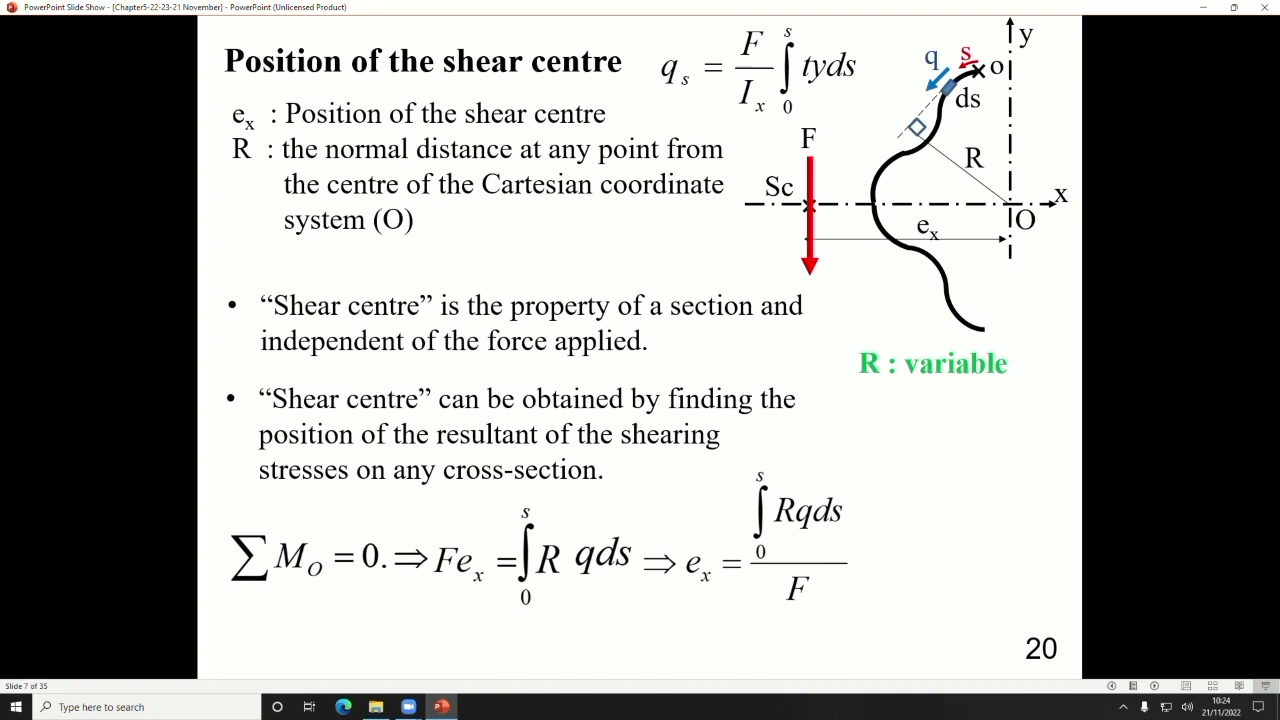 PowerPoint Slide Show - [Chapter5-22-23-21 November] - PowerPoint (Unlicensed Product)
Position of the shear centre
q_s = F/I_x ∫_0^s tyds
e_x : Position of the shear centre
R : the normal distance at any point from
the centre of the Cartesian coordinate
system (O)
y
q
s
o
ds
F
R
Sc
x
O
e_x
• “Shear centre” is the property of a section and
independent of the force applied.
R : variable
• “Shear centre” can be obtained by finding the
position of the resultant of the shearing
stresses on any cross-section.
∑M_O = 0. ⇒ Fe_x = ∫_0^s R qds ⇒ e_x = ∫_0^s Rqds / F
20
Slide 7 of 35
Type here to search
10:24
21/11/2022